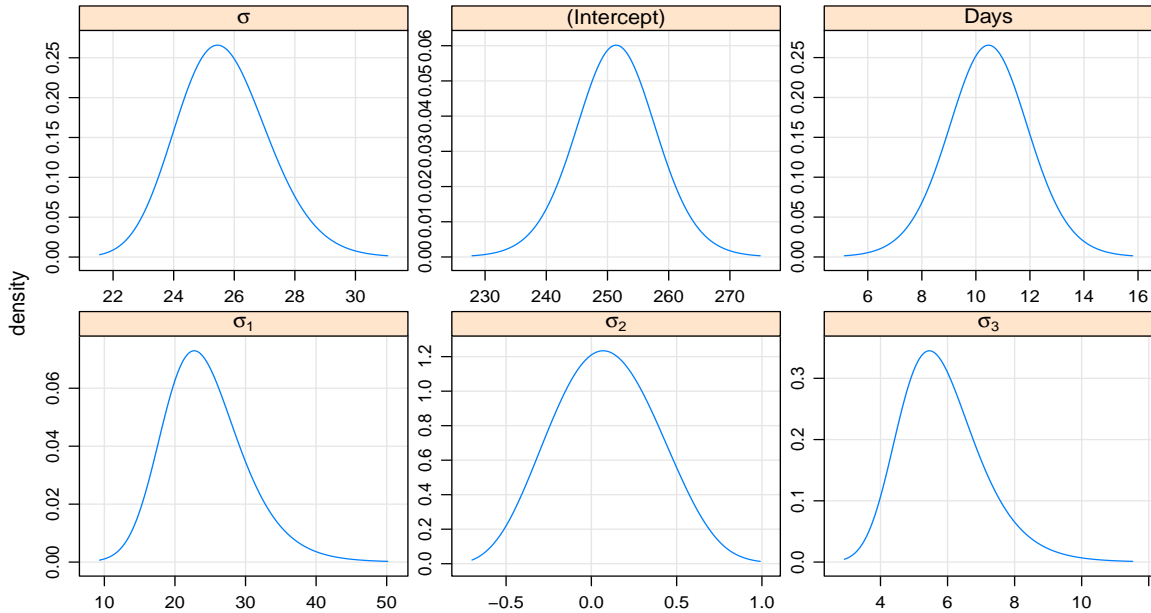 σ
0.00 0.05 0.10 0.15 0.20 0.25
22 24 26 28 30
(Intercept)
0.00 0.01 0.02 0.03 0.04 0.05 0.06
230 240 250 260 270
Days
0.00 0.05 0.10 0.15 0.20 0.25
6 8 10 12 14 16
density
σ₁
0.00 0.02 0.04 0.06
10 20 30 40 50
σ₂
0.0 0.2 0.4 0.6 0.8 1.0 1.2
−0.5 0.0 0.5 1.0
σ₃
0.0 0.1 0.2 0.3
4 6 8 10